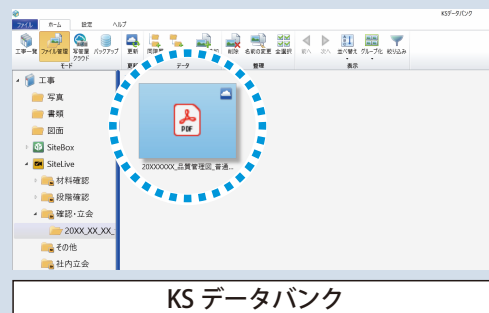 KSデータバンク
ファイル ホーム 設定 ヘルプ
工事一覧 ファイル管理 写管屋クラウド バックアップ 更新 削除 名前の変更 全選択 前へ 次へ 並べ替え グループ化 絞り込み
モード 更新 データ 整理 表示
工事
写真
書類
図面
SiteBox
SiteLive
材料確認
段階確認
確認・立会
20XX_XX_XX_
その他
社内立会
PDF
20XXXXXX_品質管理図_普通...
KS データバンク